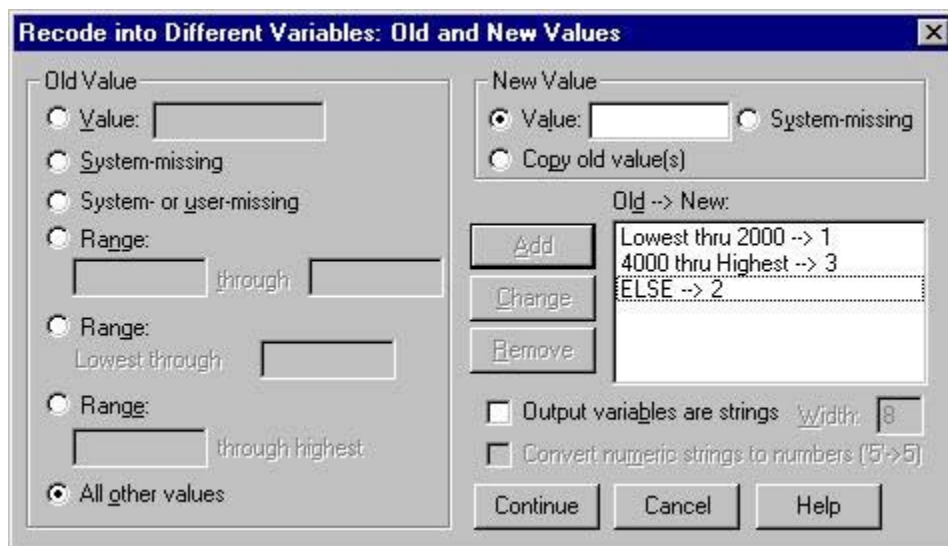 Recode into Different Variables: Old and New Values
Old Value
Value:
System-missing
System- or user-missing
Range:
through
Range:
Lowest through
Range:
through highest
All other values
New Value
Value:
System-missing
Copy old value(s)
Old --> New:
Add
Change
Remove
Lowest thru 2000 --> 1
4000 thru Highest --> 3
ELSE --> 2
Output variables are strings
Width: 8
Convert numeric strings to numbers ('5'->5)
Continue
Cancel
Help